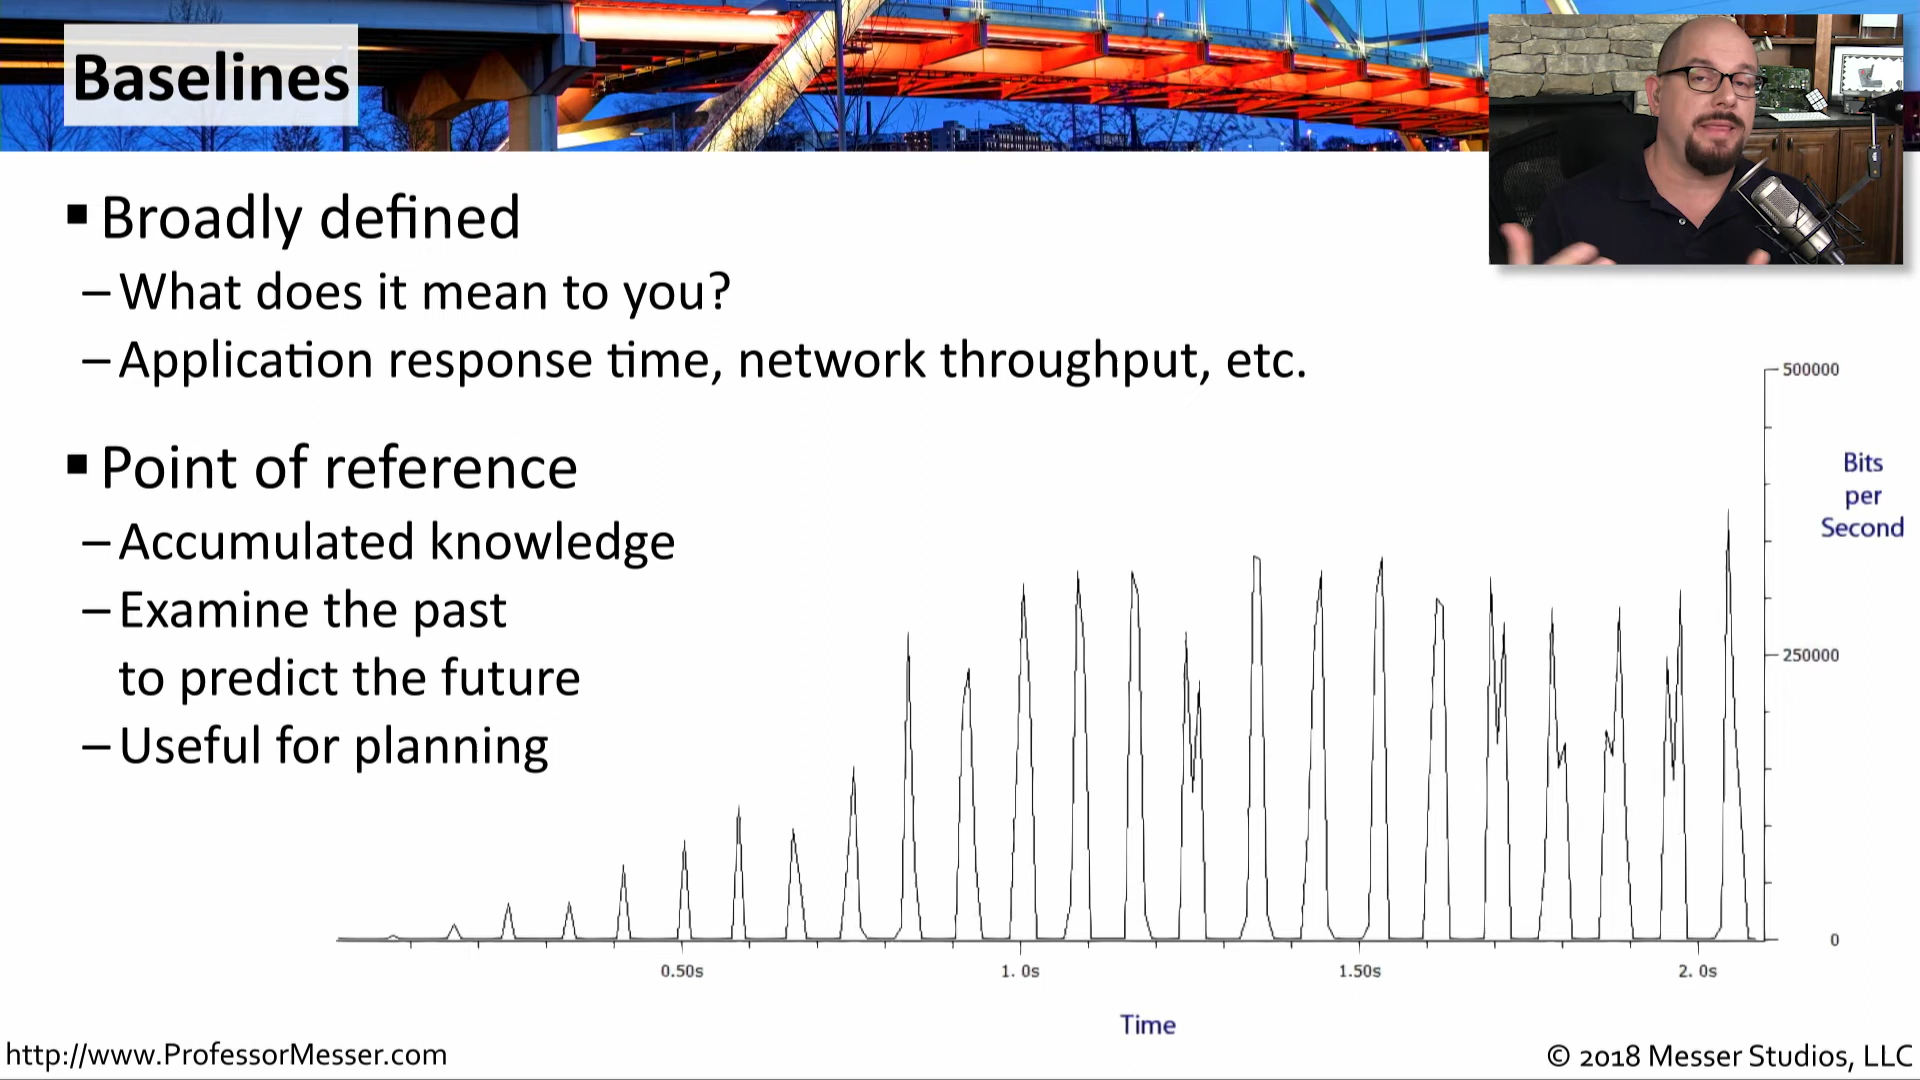 Baselines
▪ Broadly defined
– What does it mean to you?
– Application response time, network throughput, etc.
▪ Point of reference
– Accumulated knowledge
– Examine the past
to predict the future
– Useful for planning
500000
Bits
per
Second
250000
0
0.50s 1. 0s 1.50s 2. 0s
Time
http://www.ProfessorMesser.com
© 2018 Messer Studios, LLC